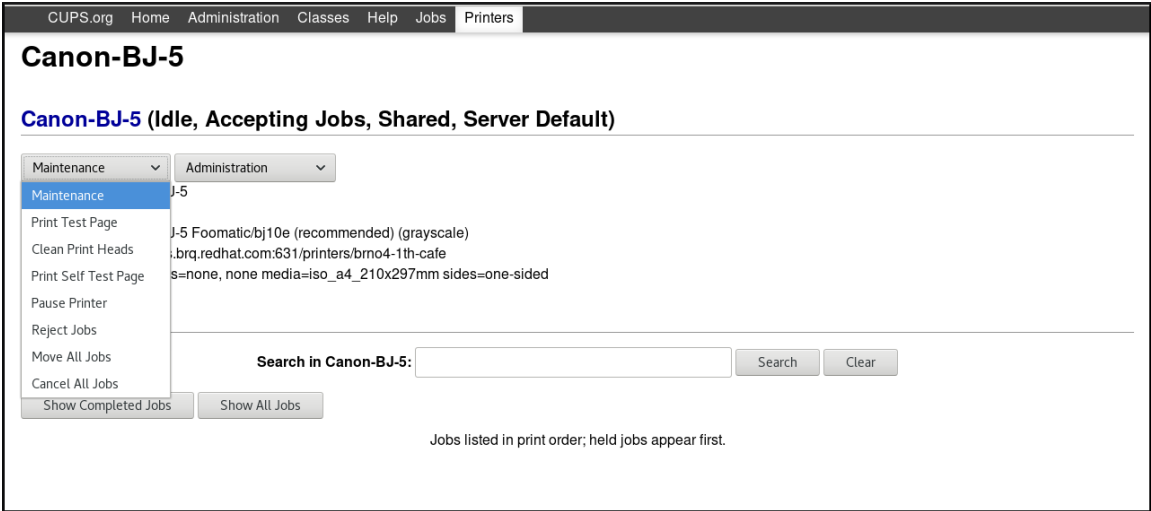 CUPS.org Home Administration Classes Help Jobs Printers
Canon-BJ-5
Canon-BJ-5 (Idle, Accepting Jobs, Shared, Server Default)
Maintenance Administration
Maintenance J-5
Print Test Page
J-5 Foomatic/bj10e (recommended) (grayscale)
Clean Print Heads .brq.redhat.com:631/printers/brno4-1th-cafe
Print Self Test Page s=none, none media=iso_a4_210x297mm sides=one-sided
Pause Printer
Reject Jobs
Move All Jobs
Search in Canon-BJ-5: Search Clear
Cancel All Jobs
Show Completed Jobs Show All Jobs
Jobs listed in print order; held jobs appear first.